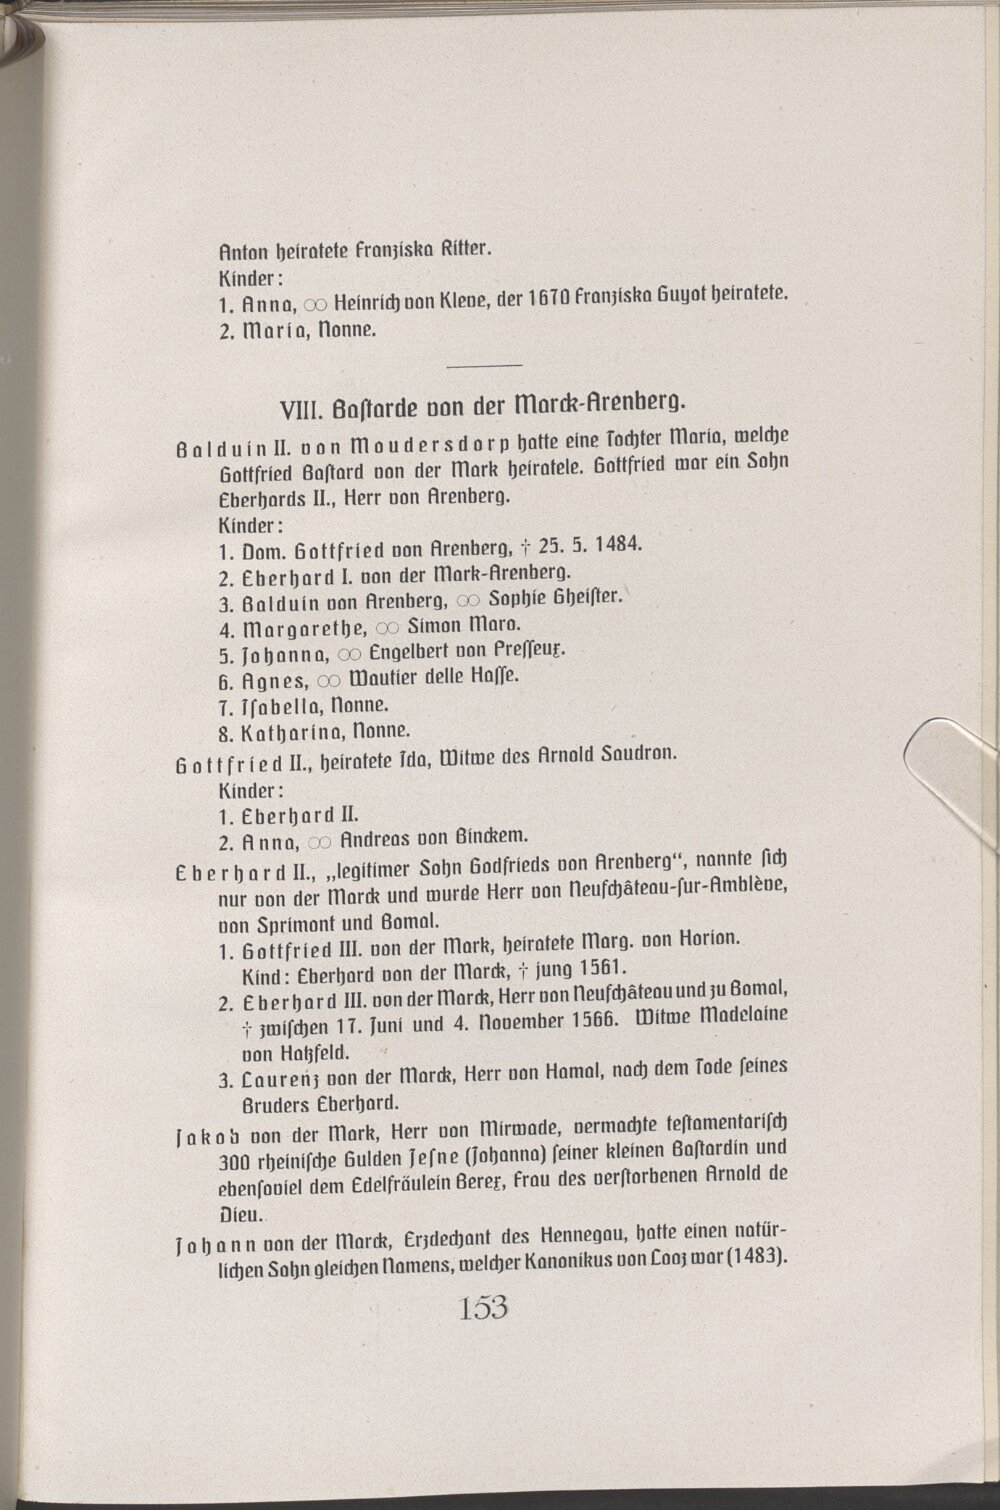 Anton heiratete Franziska Ritter.
Kinder:
1. Anna, ○○ Heinrich von Kleve, der 1670 Franziska Guyot heiratete.
2. Maria, Nonne.
VIII. Baſtarde von der Marck-Arenberg.
Balduin II. von Moudersdorp hatte eine Tochter Maria, welche
Gottfried Baſtard von der Mark heiratele. Gottfried war ein Sohn
Eberhards II., Herr von Arenberg.
Kinder:
1. Dom. Gottfried von Arenberg, † 25. 5. 1484.
2. Eberhard I. von der Mark-Arenberg.
3. Balduin von Arenberg, ○○ Sophie Gheiſter.
4. Margarethe, ○○ Simon Mara.
5. Johanna, ○○ Engelbert von Preſſeux.
6. Agnes, ○○ Wautier delle Haſſe.
7. Iſabella, Nonne.
8. Katharina, Nonne.
Gottfried II., heiratete Ida, Witwe des Arnold Saudron.
Kinder:
1. Eberhard II.
2. Anna, ○○ Andreas von Binckem.
Eberhard II., „legitimer Sohn Godfrieds von Arenberg“, nannte ſich
nur von der Marck und wurde Herr von Neufſchâteau-ſur-Amblève,
von Sprimont und Bomal.
1. Gottfried III. von der Mark, heiratete Marg. von Horion.
Kind: Eberhard von der Marck, † jung 1561.
2. Eberhard III. von der Marck, Herr von Neufſchâteau und zu Bomal,
† zwiſchen 17. Juni und 4. November 1566. Witwe Madelaine
von Hatzfeld.
3. Laurenz von der Marck, Herr von Hamal, nach dem Tode ſeines
Bruders Eberhard.
Jakob von der Mark, Herr von Mirwade, vermachte teſtamentariſch
300 rheiniſche Gulden Jeſne (Johanna) ſeiner kleinen Baſtardin und
ebenſoviel dem Edelfräulein Berex, Frau des verſtorbenen Arnold de
Dieu.
Johann von der Marck, Erzdechant des Hennegau, hatte einen natür-
lichen Sohn gleichen Namens, welcher Kanonikus von Looz war (1483).
153